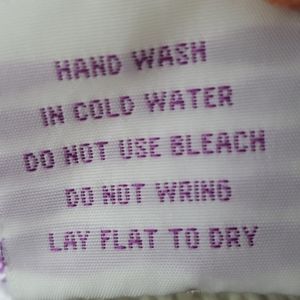 HAND WASH
IN COLD WATER
DO NOT USE BLEACH
DO NOT WRING
LAY FLAT TO DRY